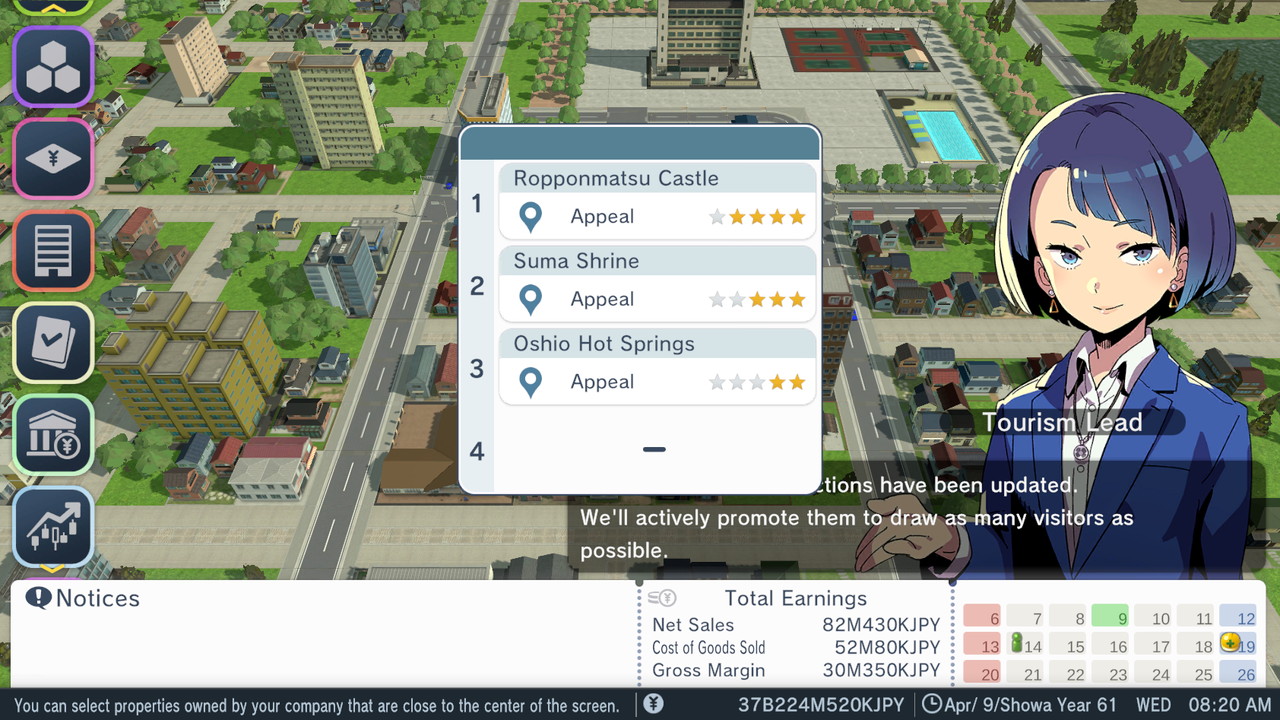 1
Ropponmatsu Castle
Appeal
2
Suma Shrine
Appeal
3
Oshio Hot Springs
Appeal
4
Tourism Lead
have been updated.
We'll actively promote them to draw as many visitors as
possible.
Notices
Total Earnings
Net Sales 82M430KJPY
Cost of Goods Sold 52M80KJPY
Gross Margin 30M350KJPY
6 7 8 9 10 11 12
13 14 15 16 17 18 19
20 21 22 23 24 25 26
You can select properties owned by your company that are close to the center of the screen.
¥ 37B224M520KJPY
Apr/ 9/Showa Year 61 WED 08:20 AM